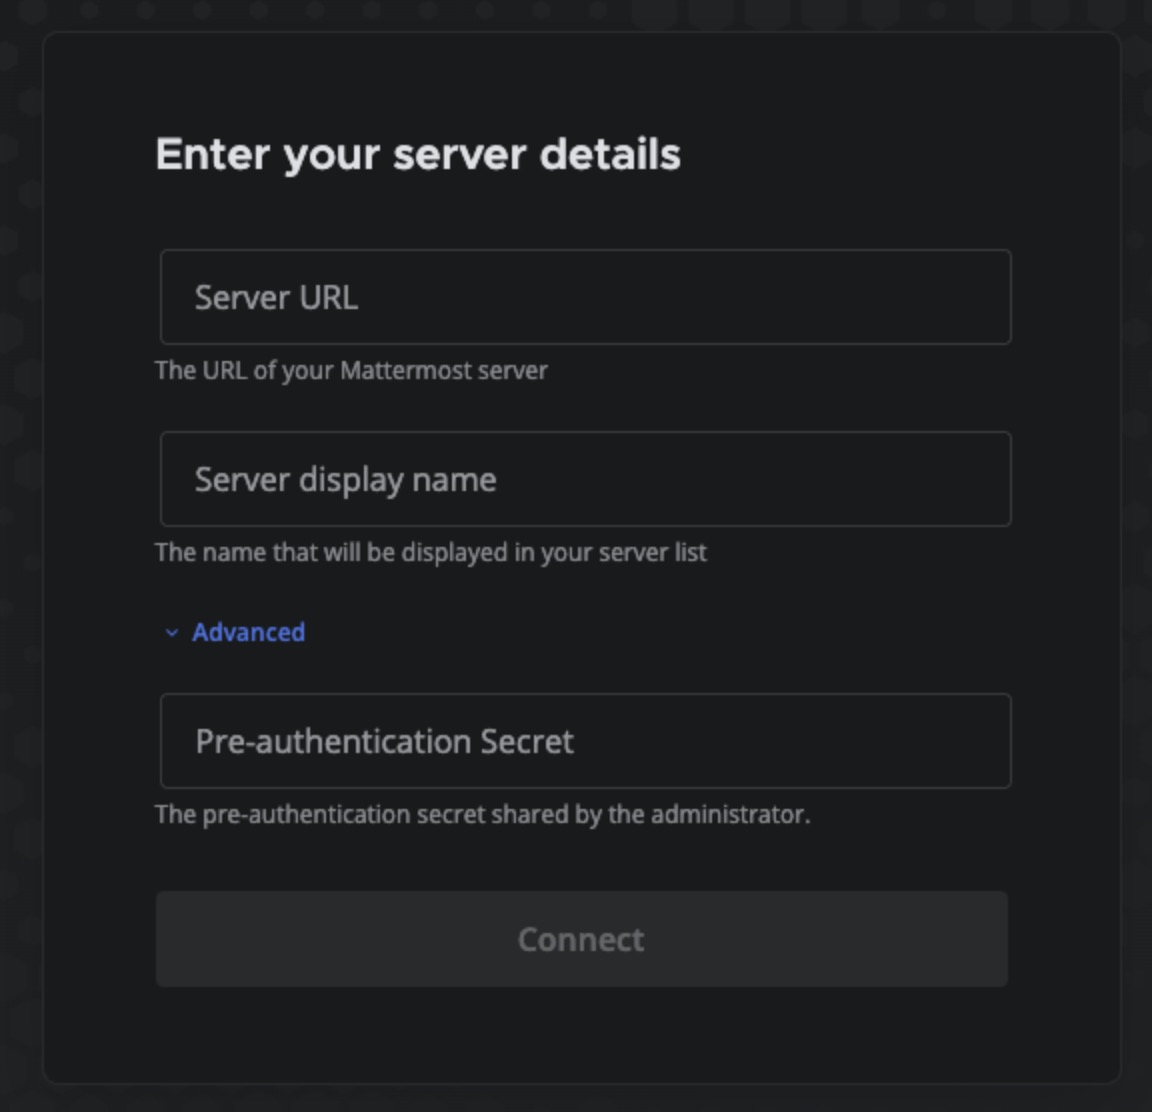 Enter your server details
Server URL
The URL of your Mattermost server
Server display name
The name that will be displayed in your server list
Advanced
Pre-authentication Secret
The pre-authentication secret shared by the administrator.
Connect